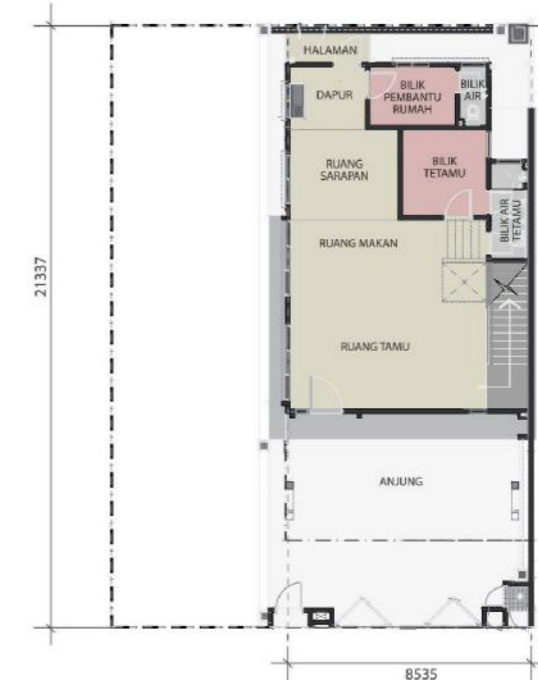 HALAMAN
DAPUR
BILIK
PEMBANTU
RUMAH
BILIK
AIR
RUANG
SARAPAN
BILIK
TETAMU
BILIK AIR
TETAMU
RUANG MAKAN
21337
RUANG TAMU
ANJUNG
8535